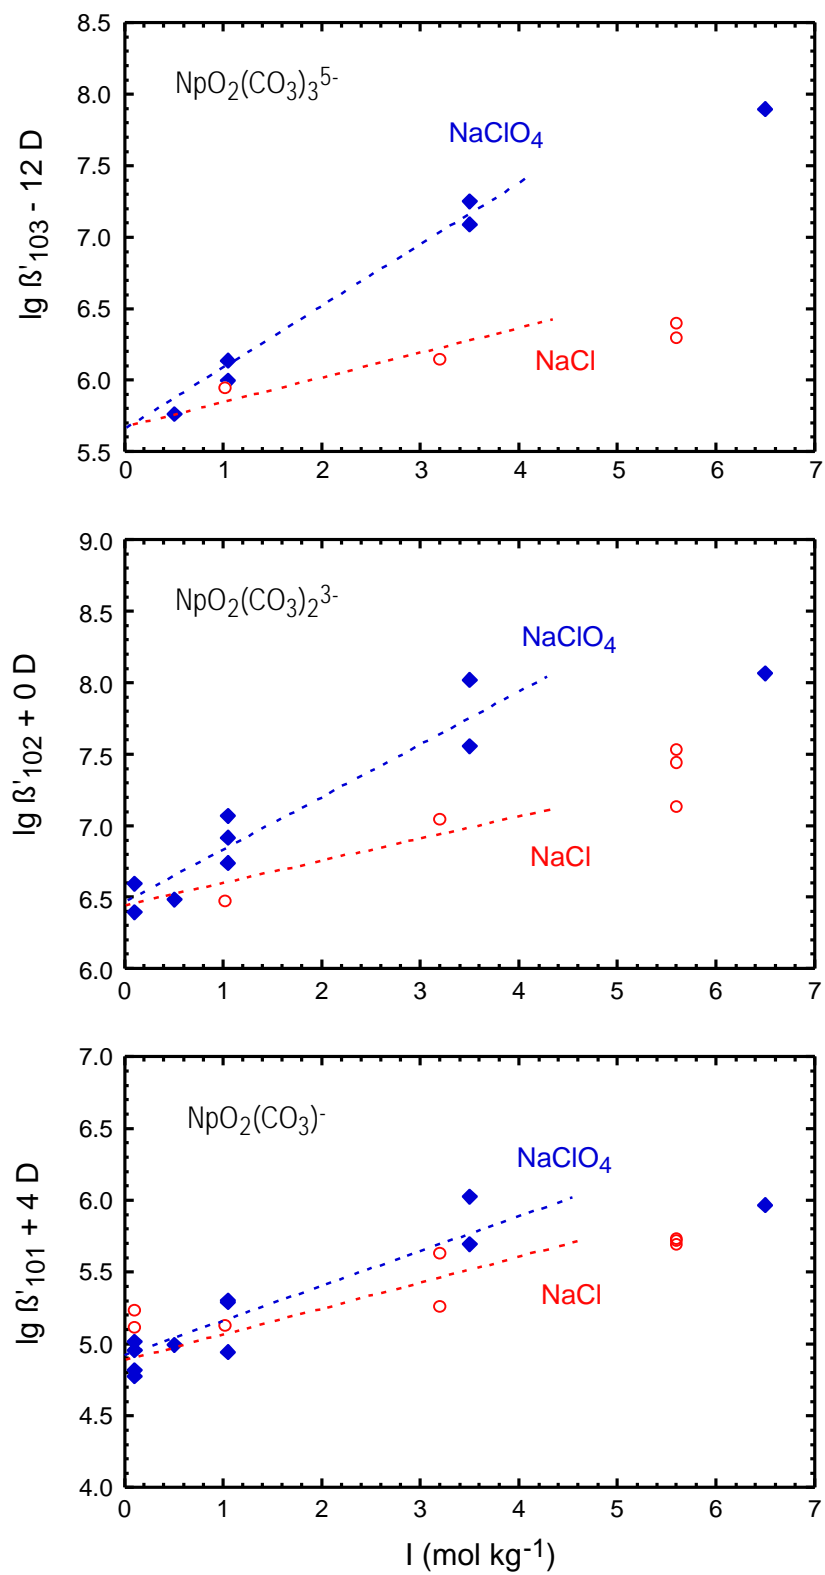 8.5
NpO2(CO3)3 5-
8.0
NaClO4
7.5
7.0
lg ß'103 - 12 D
6.5
NaCl
6.0
5.5
0 1 2 3 4 5 6 7
9.0
NpO2(CO3)2 3-
8.5
NaClO4
8.0
7.5
lg ß'102 + 0 D
7.0
NaCl
6.5
6.0
0 1 2 3 4 5 6 7
7.0
NpO2(CO3)-
6.5
NaClO4
6.0
lg ß'101 + 4 D
5.5
NaCl
5.0
4.5
4.0
0 1 2 3 4 5 6 7
I (mol kg-1)